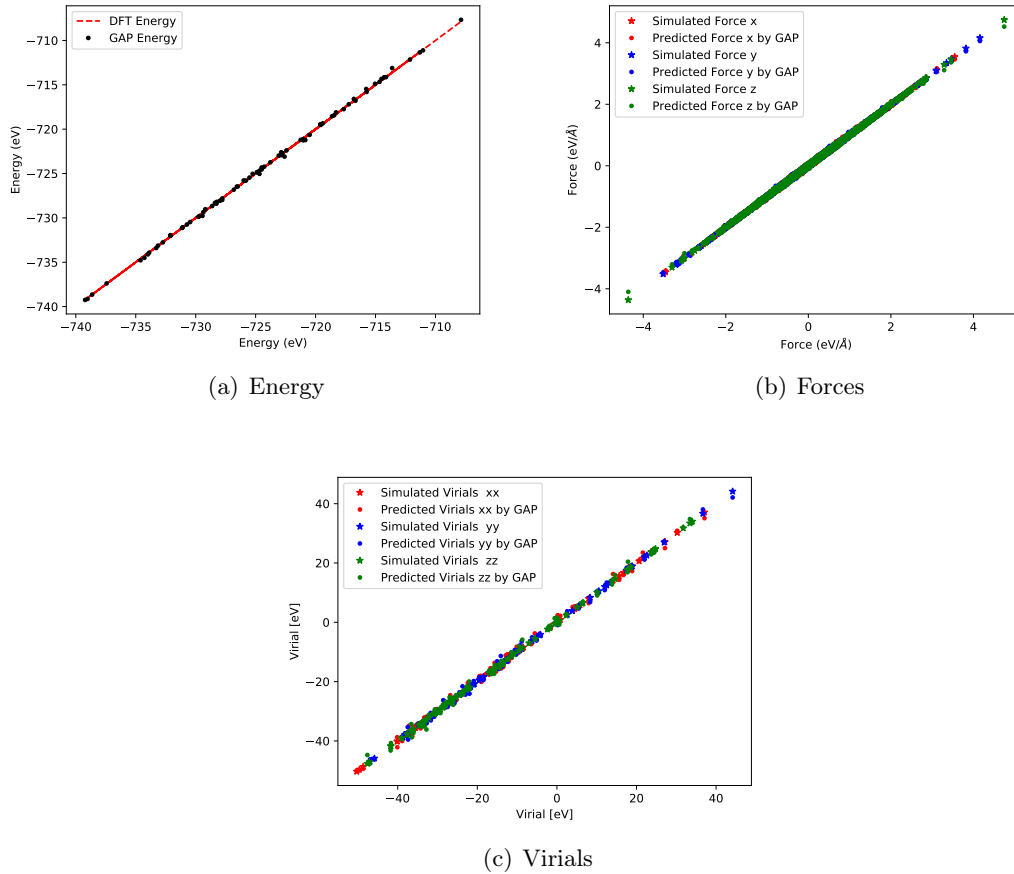 DFT Energy
GAP Energy
−710
−715
−720
−725
−730
−735
−740
Energy (eV)
−740
−735
−730
−725
−720
−715
−710
Energy (eV)
(a) Energy
Simulated Force x
Predicted Force x by GAP
Simulated Force y
Predicted Force y by GAP
Simulated Force z
Predicted Force z by GAP
4
2
0
−2
−4
Force (eV/Å)
−4
−2
0
2
4
Force (eV/Å)
(b) Forces
Simulated Virials xx
Predicted Virials xx by GAP
Simulated Virials yy
Predicted Virials yy by GAP
Simulated Virials zz
Predicted Virials zz by GAP
40
20
0
−20
−40
Virial [eV]
−40
−20
0
20
40
Virial [eV]
(c) Virials